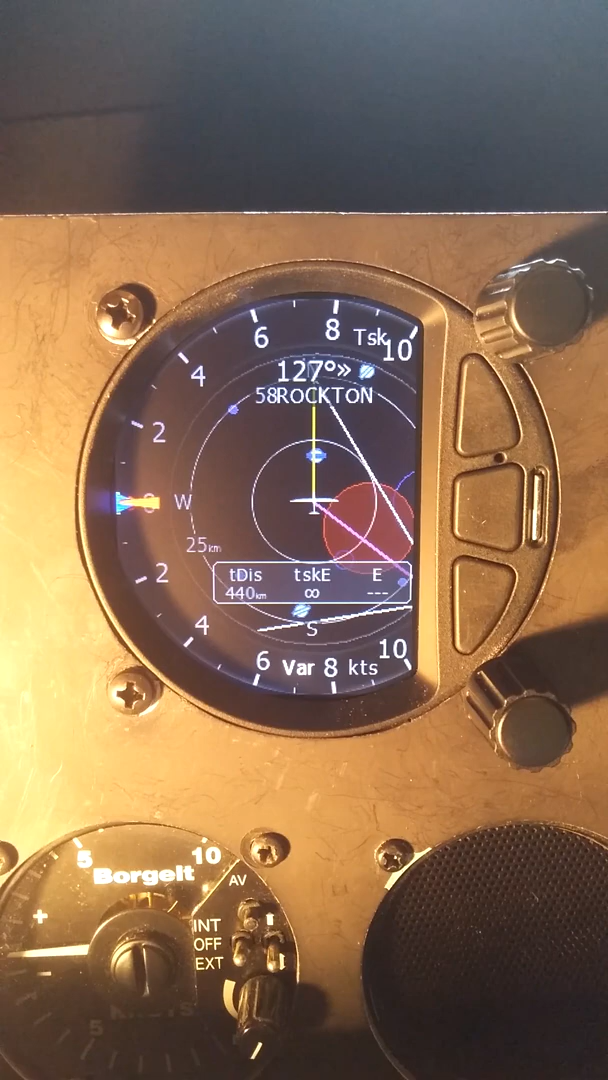 6 8 Tsk 10
4
127°»
58ROCKTON
2
W
25km
tDis tskE E
440km ∞ ---
2
S
4
6 Var 8 kts 10
5 10
Borgelt
AV
+
INT
-
OFF
EXT
5